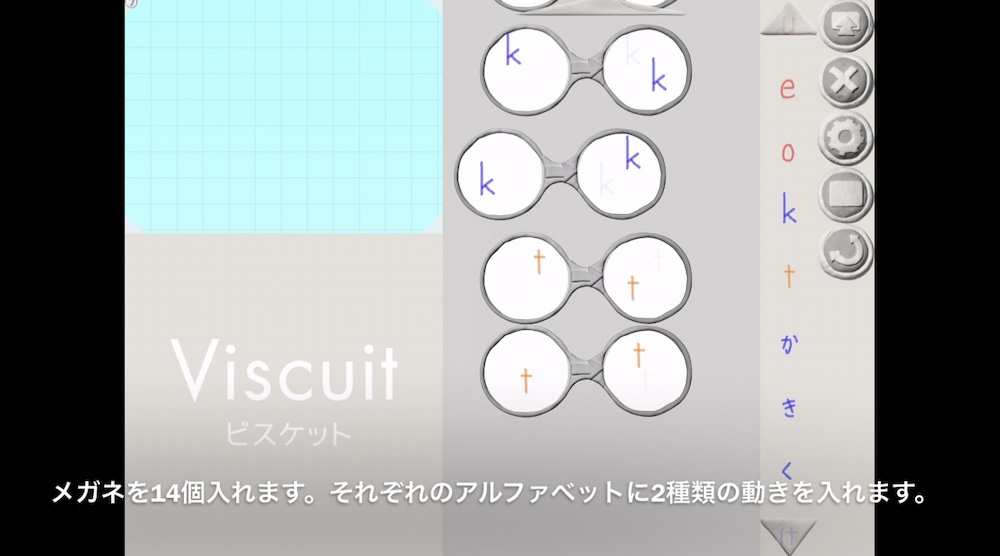 k k
k k
t t
t t
e
o
k
t
か
き
く
け
Viscuit
ビスケット
メガネを14個入れます。それぞれのアルファベットに2種類の動きを入れます。